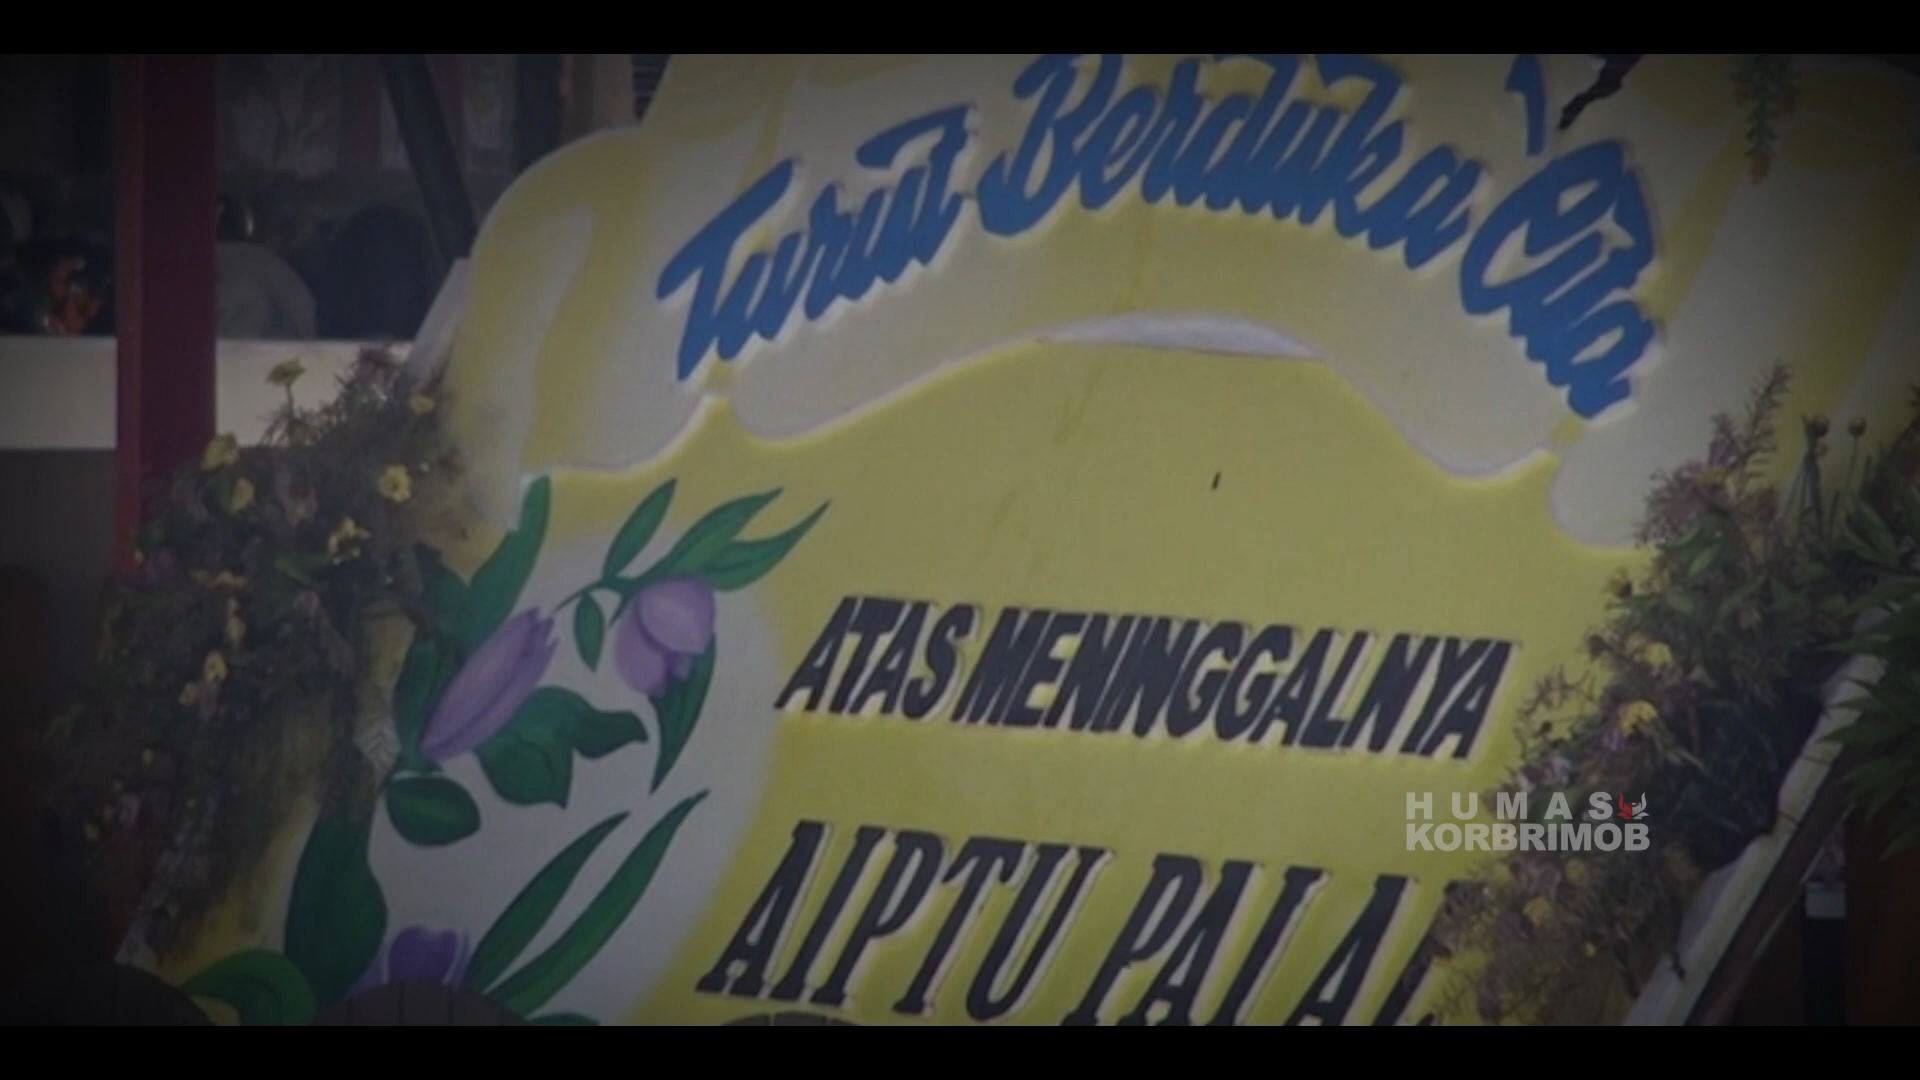 Turut Berduka Cita
ATAS MENINGGALNYA
AIPTU
HUMAS
KORBRIMOB